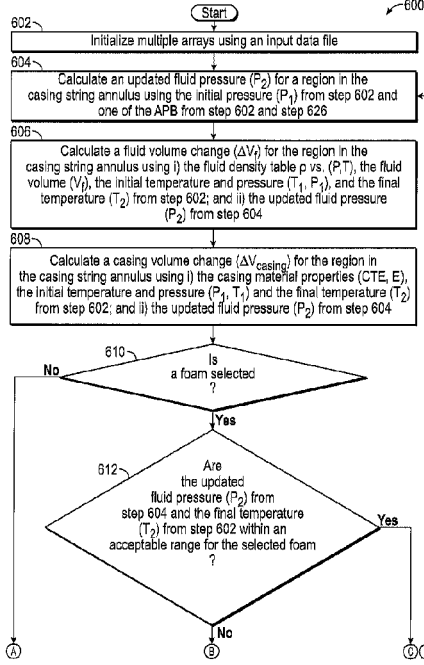 Start
600
602
Initialize multiple arrays using an input data file
604
Calculate an updated fluid pressure (P2) for a region in the
casing string annulus using the initial pressure (P1) from step 602 and
one of the APB from step 602 and step 626
606
Calculate a fluid volume change (ΔVf) for the region in the
casing string annulus using i) the fluid density table ρ vs. (P,T), the fluid
volume (Vf), the initial temperature and pressure (T1, P1), and the final
temperature (T2) from step 602; and ii) the updated fluid pressure
(P2) from step 604
608
Calculate a casing volume change (ΔVcasing) for the region in
the casing string annulus using i) the casing material properties (CTE, E),
the initial temperature and pressure (P1, T1) and the final temperature (T2)
from step 602; and ii) the updated fluid pressure (P2) from step 604
610
Is
a foam selected
?
No
Yes
612
Are
the updated
fluid pressure (P2) from
step 604 and the final temperature
(T2) from step 602 within an
acceptable range for the selected foam
?
Yes
No
A
B
C